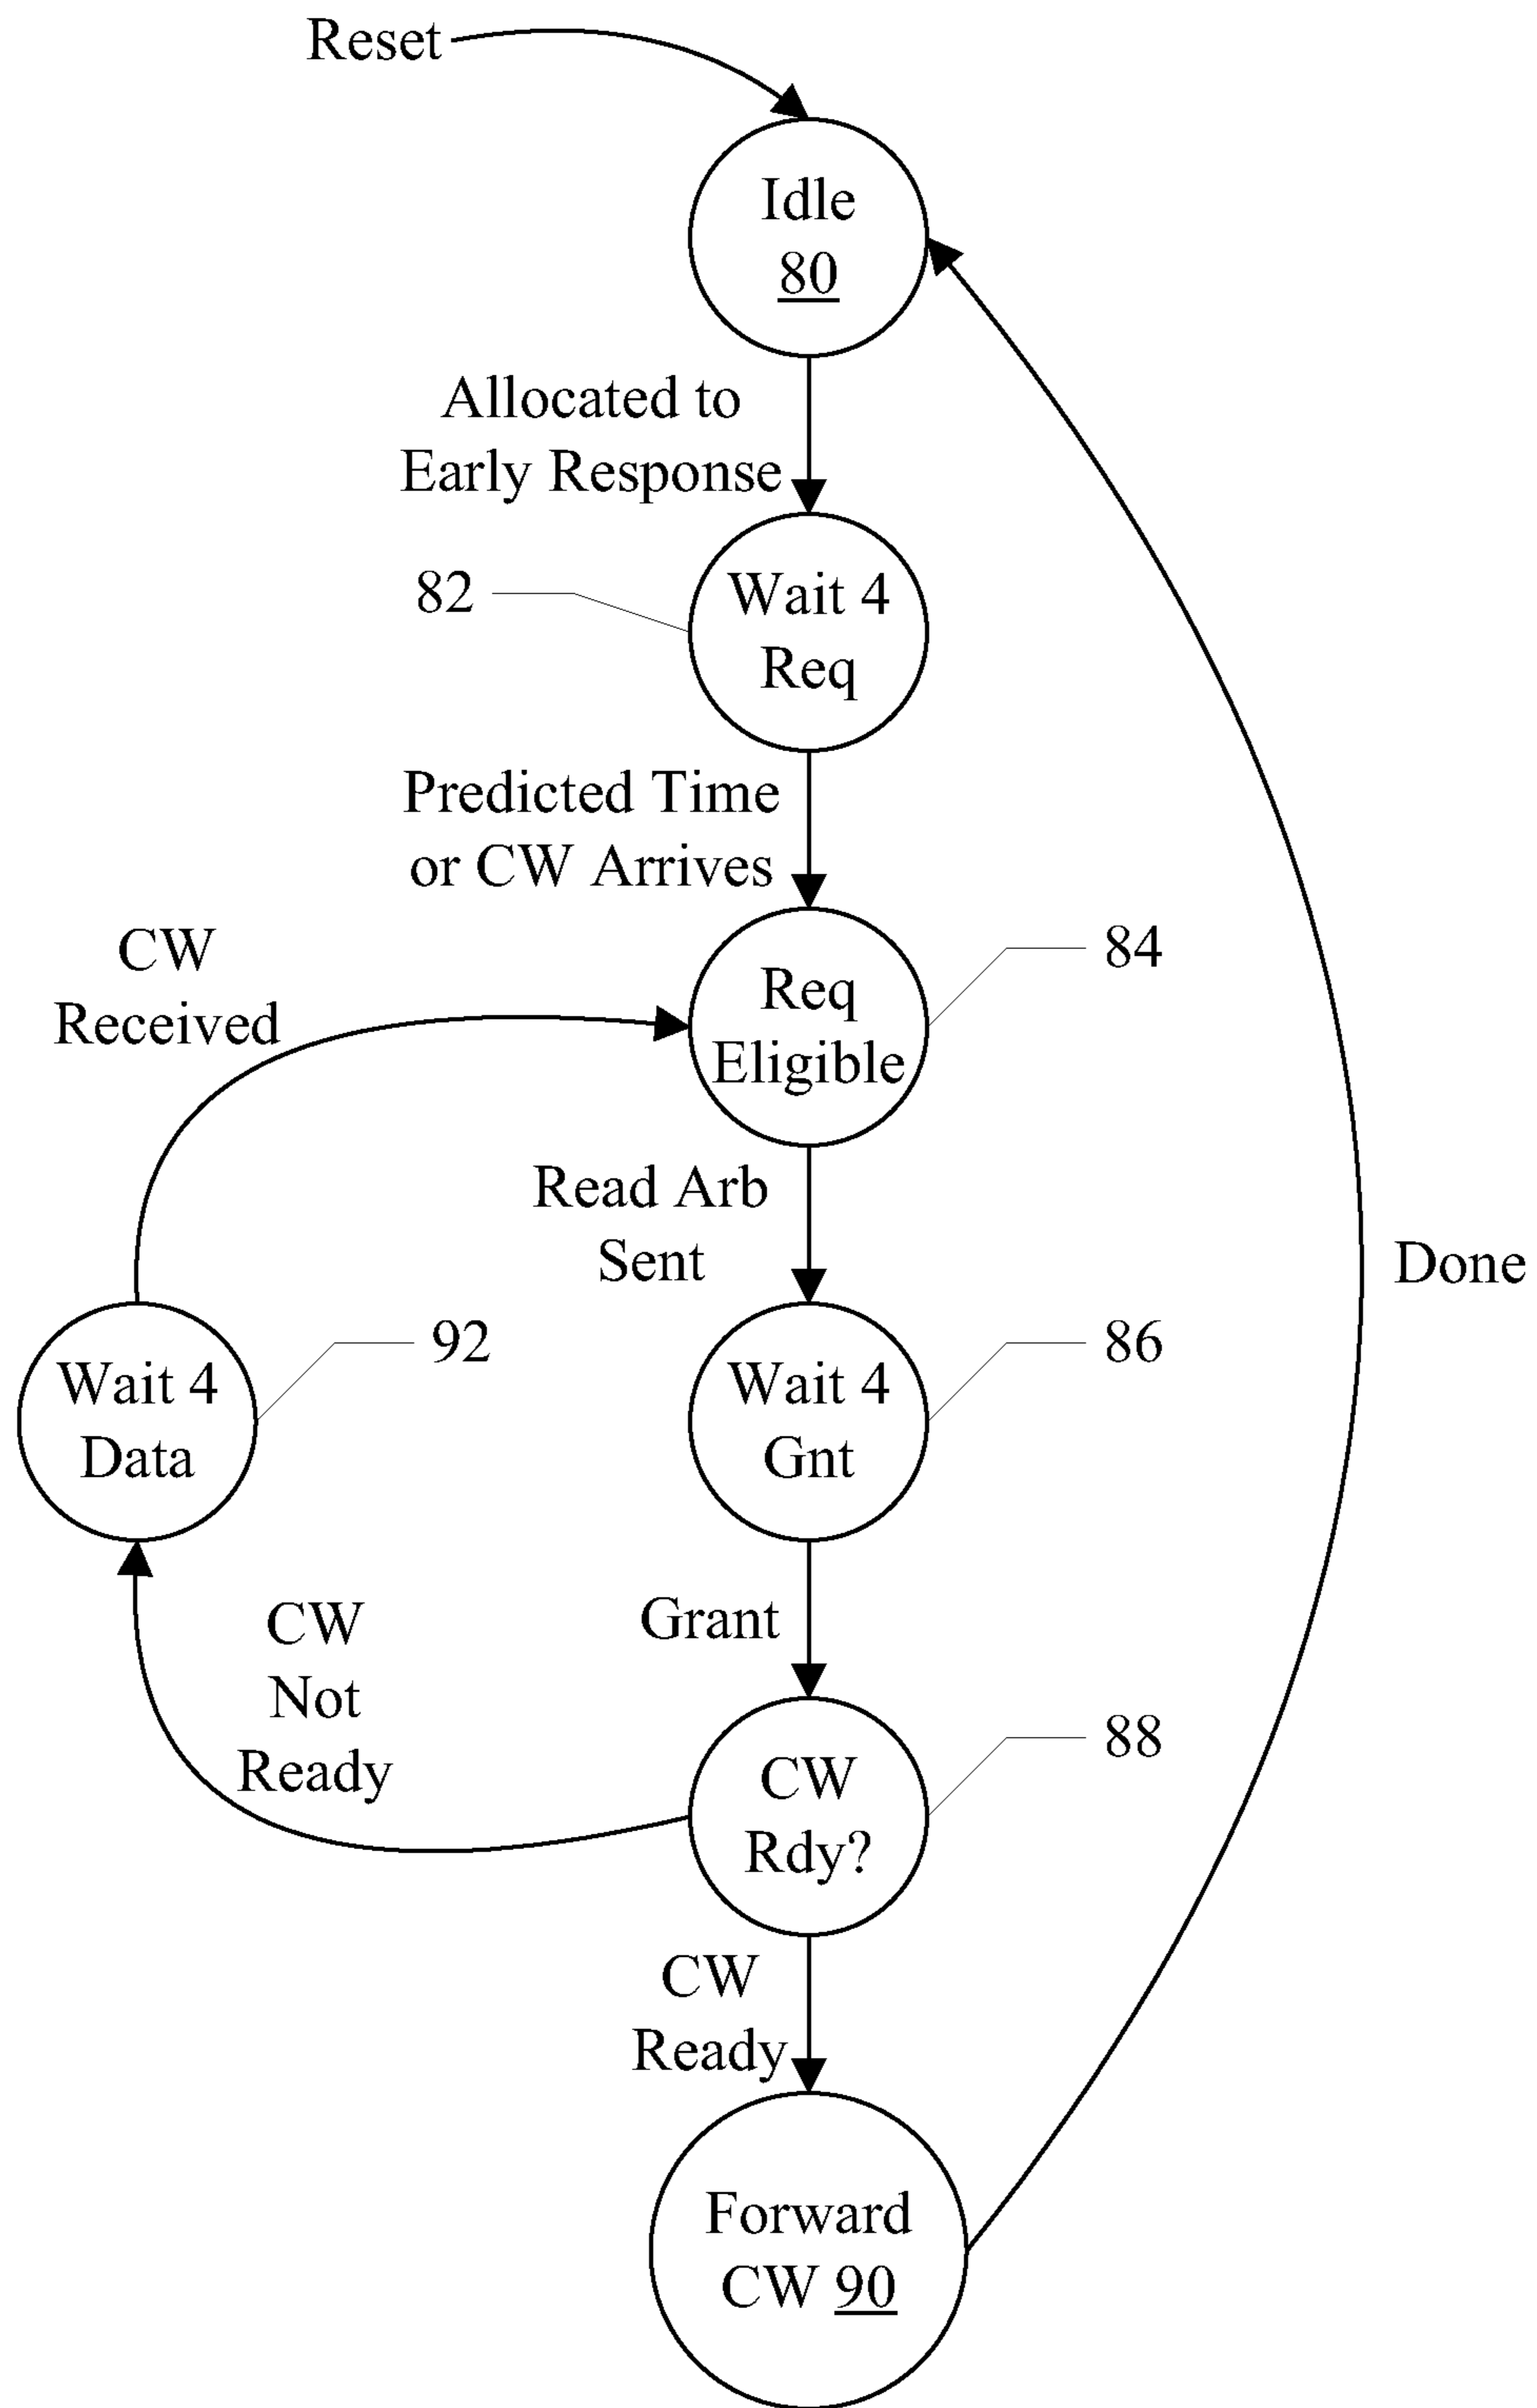 Reset
Idle
80
Allocated to
Early Response
82
Wait 4
Req
Predicted Time
or CW Arrives
CW
Received
Req
Eligible
84
Read Arb
Sent
Done
Wait 4
Data
92
Wait 4
Gnt
86
CW
Not
Ready
Grant
CW
Rdy?
88
CW
Ready
Forward
CW 90